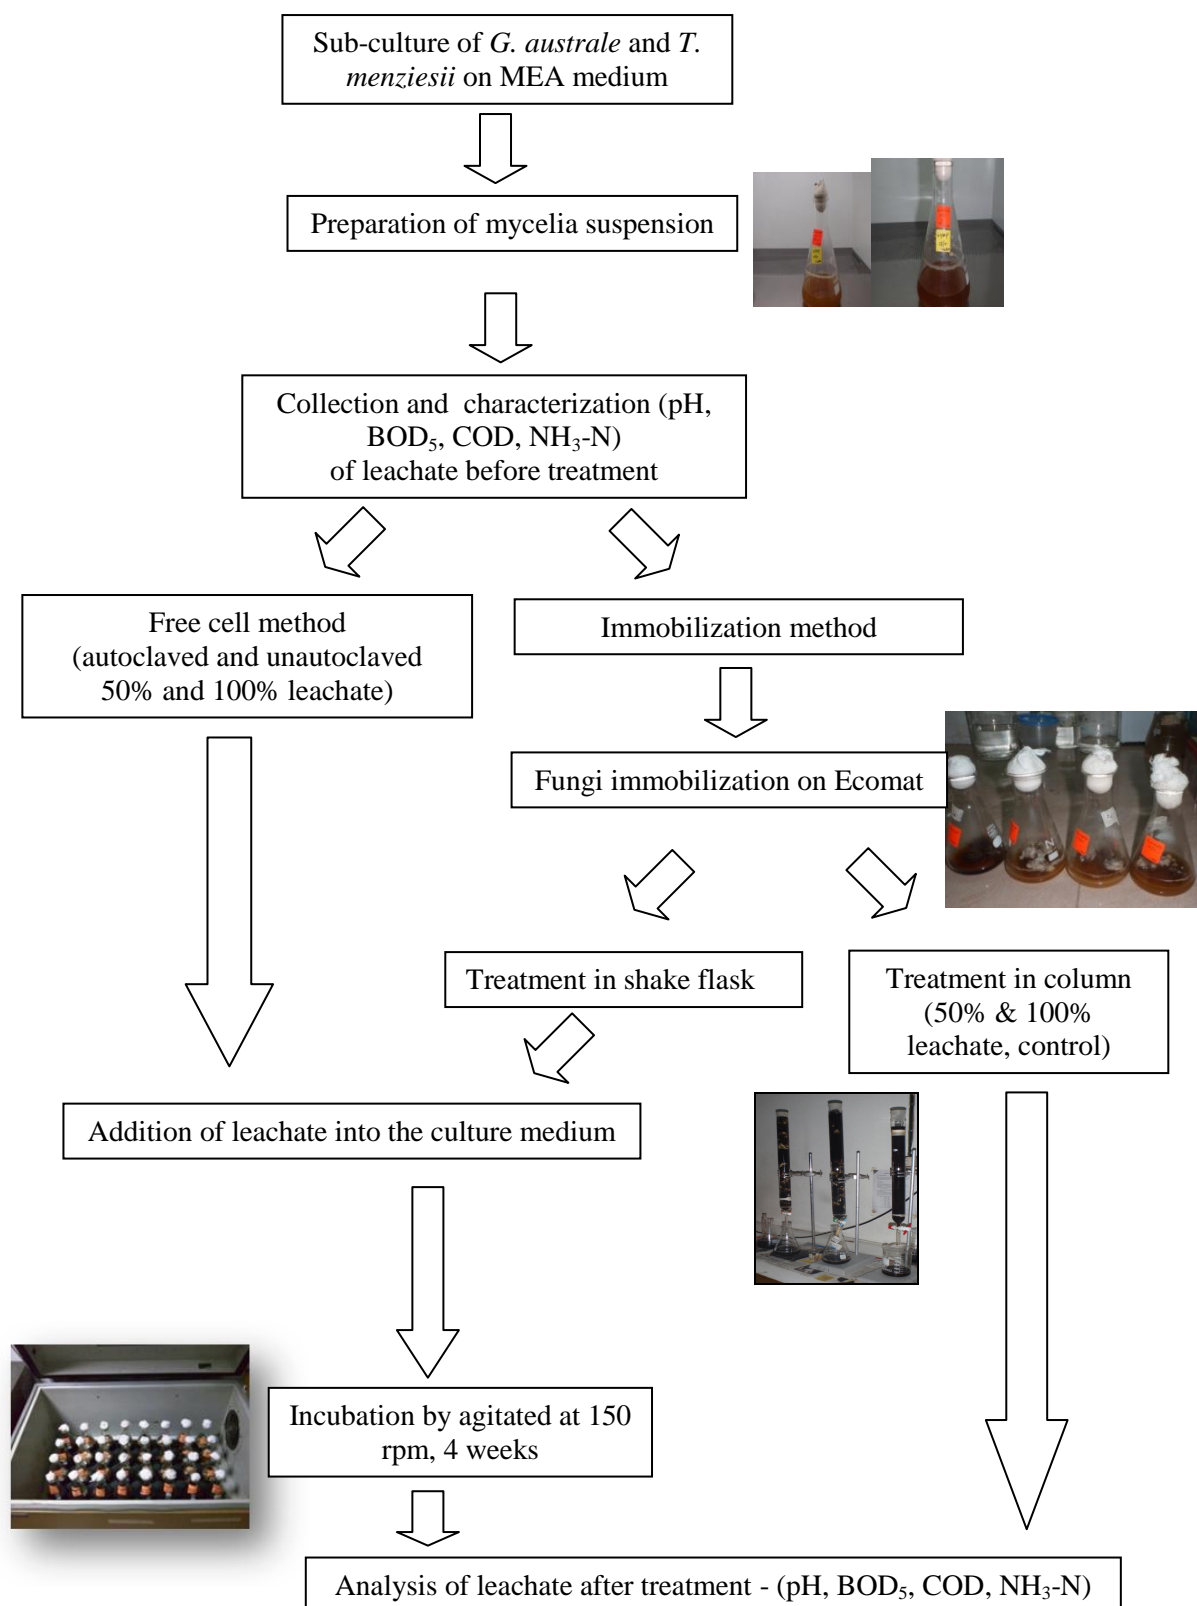 Sub-culture of G. australe and T.
menziesii on MEA medium
Preparation of mycelia suspension
Collection and characterization (pH,
BOD₅, COD, NH₃-N)
of leachate before treatment
Free cell method
(autoclaved and unautoclaved
50% and 100% leachate)
Immobilization method
Fungi immobilization on Ecomat
Treatment in shake flask
Treatment in column
(50% & 100%
leachate, control)
Addition of leachate into the culture medium
Incubation by agitated at 150
rpm, 4 weeks
Analysis of leachate after treatment - (pH, BOD₅, COD, NH₃-N)